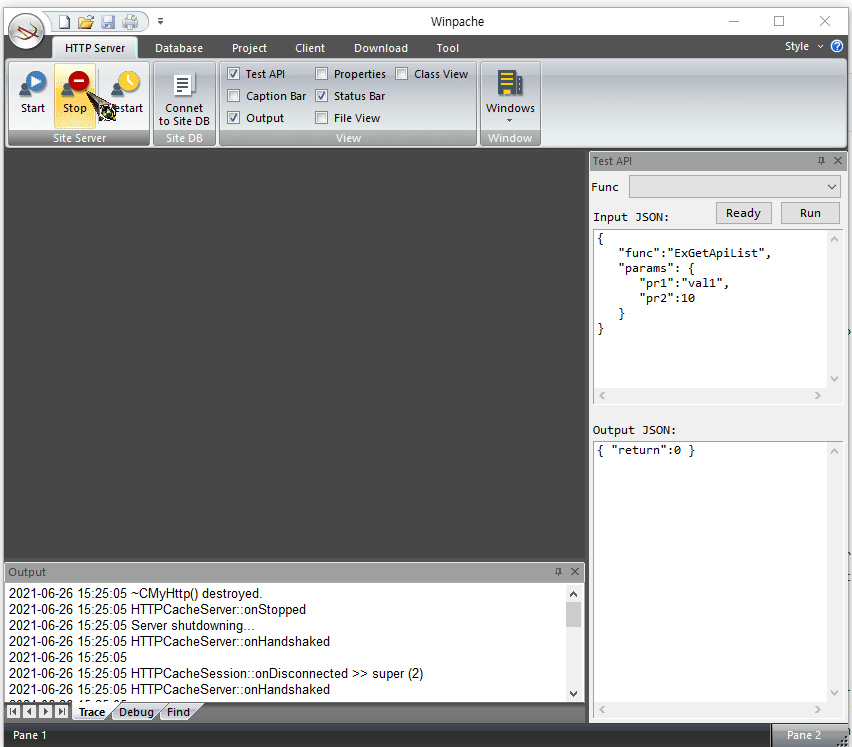 Winpache
HTTP Server Database Project Client Download Tool Style
Test API Properties Class View
Caption Bar Status Bar
Output File View
Start Stop Connet Windows
to Site DB
Site Server Site DB View Window
Test API
Func
Input JSON: Ready Run
{
"func":"ExGetApiList",
"params": {
"pr1":"val1",
"pr2":10
}
}
Output JSON:
{ "return":0 }
Output
2021-06-26 15:25:05 ~CMyHttp() destroyed.
2021-06-26 15:25:05 HTTPCacheServer::onStopped
2021-06-26 15:25:05 Server shutdowning...
2021-06-26 15:25:05 HTTPCacheServer::onHandshaked
2021-06-26 15:25:05
2021-06-26 15:25:05 HTTPCacheSession::onDisconnected >> super (2)
2021-06-26 15:25:05 HTTPCacheServer::onHandshaked
Trace Debug Find
Pane 1 Pane 2